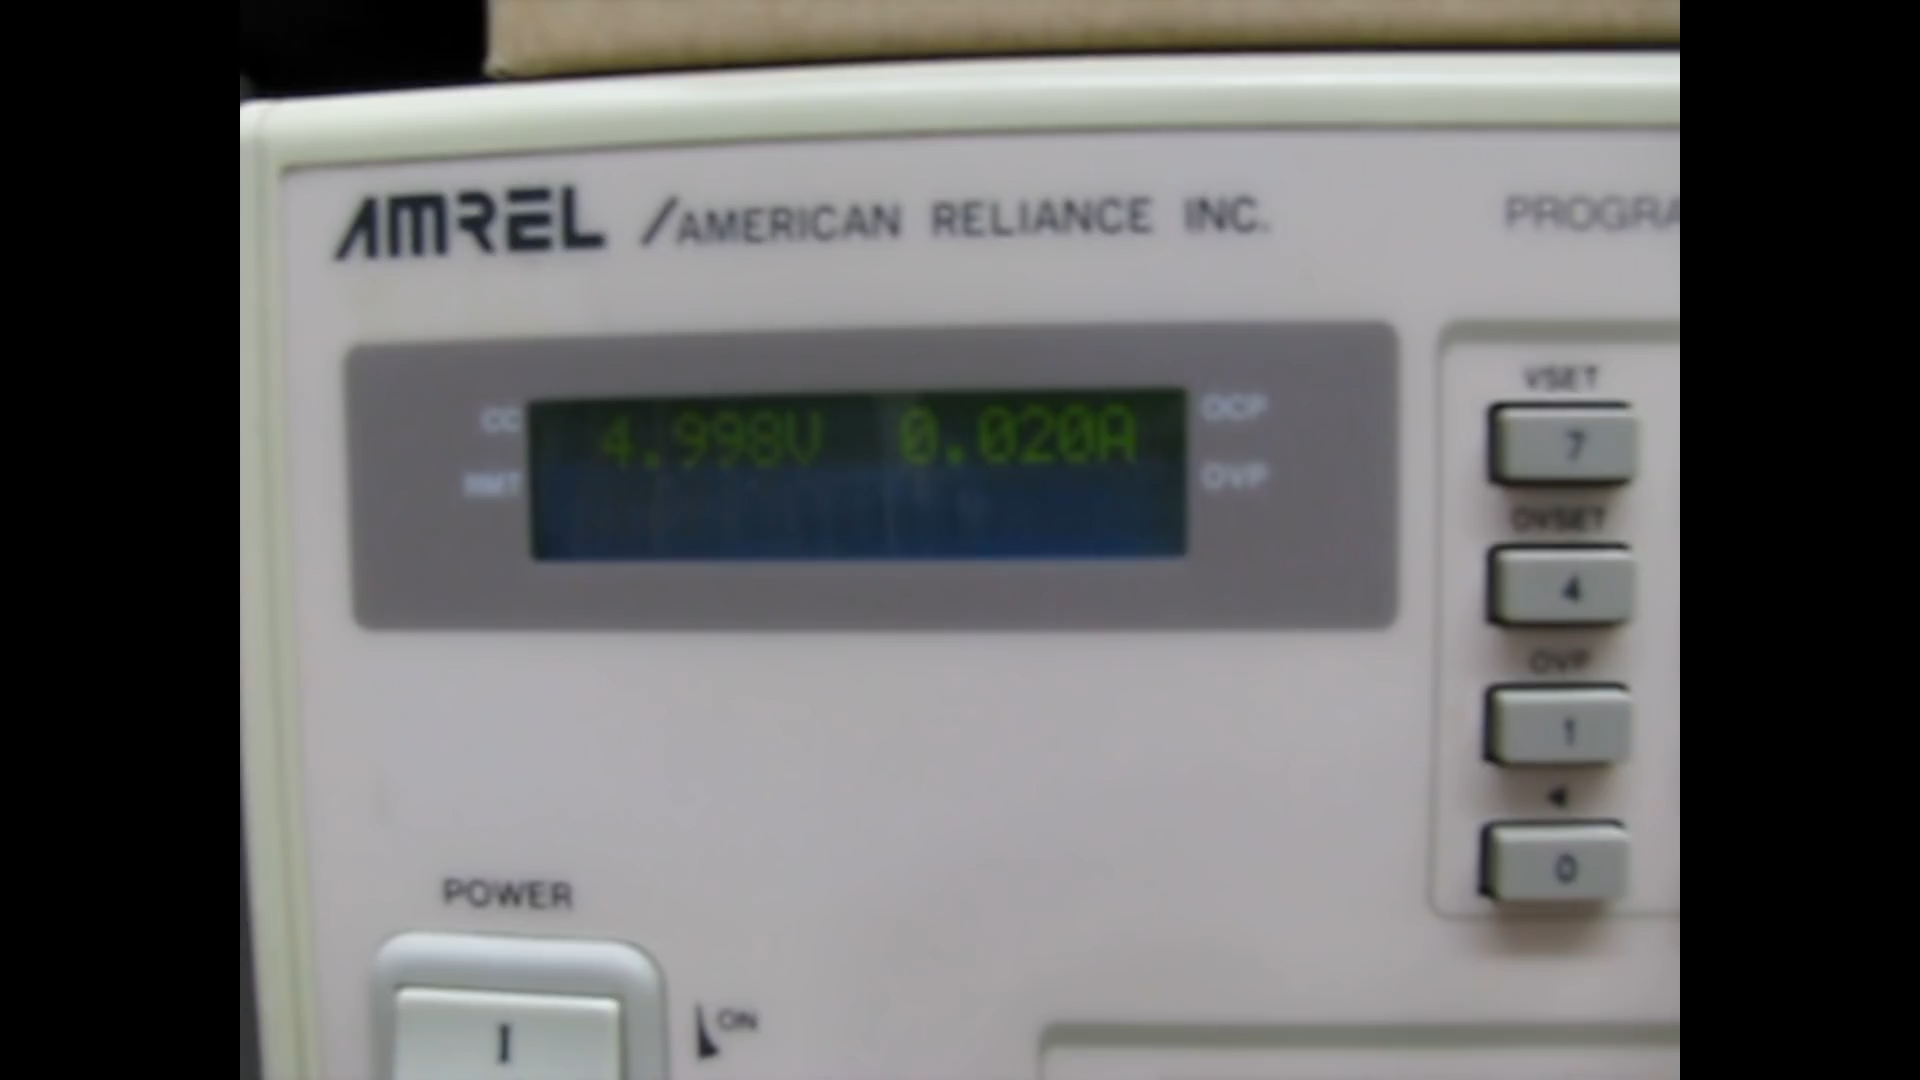 AMREL /AMERICAN RELIANCE INC.
PROGRA
CC
4.998V 0.020A
OCP
RMT
OVP
VSET
7
OVSET
4
OVP
1
◀
0
POWER
ON
I